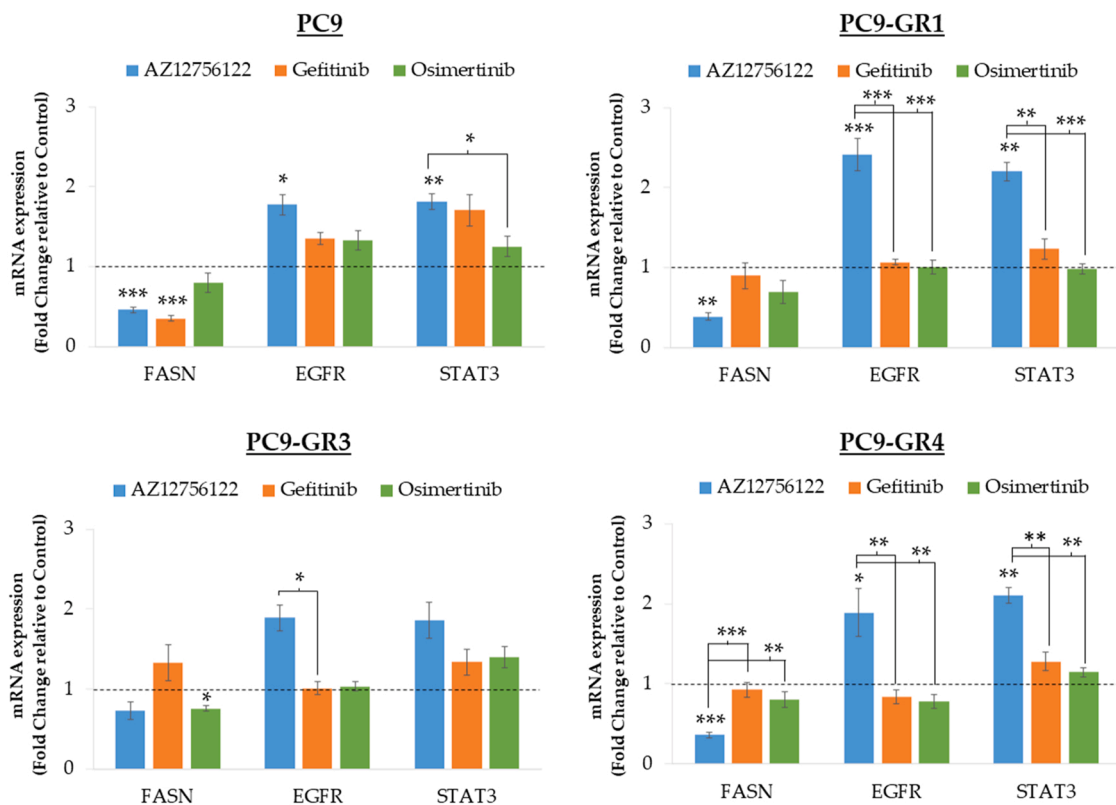 PC9
AZ12756122 Gefitinib Osimertinib
mRNA expression
(Fold Change relative to Control)
3
2
1
0
*** *** * ** *
FASN EGFR STAT3
PC9-GR1
AZ12756122 Gefitinib Osimertinib
mRNA expression
(Fold Change relative to Control)
3
2
1
0
** *** *** *** ** ** ***
FASN EGFR STAT3
PC9-GR3
AZ12756122 Gefitinib Osimertinib
mRNA expression
(Fold Change relative to Control)
3
2
1
0
* *
FASN EGFR STAT3
PC9-GR4
AZ12756122 Gefitinib Osimertinib
mRNA expression
(Fold Change relative to Control)
3
2
1
0
*** *** ** * ** ** ** ** **
FASN EGFR STAT3